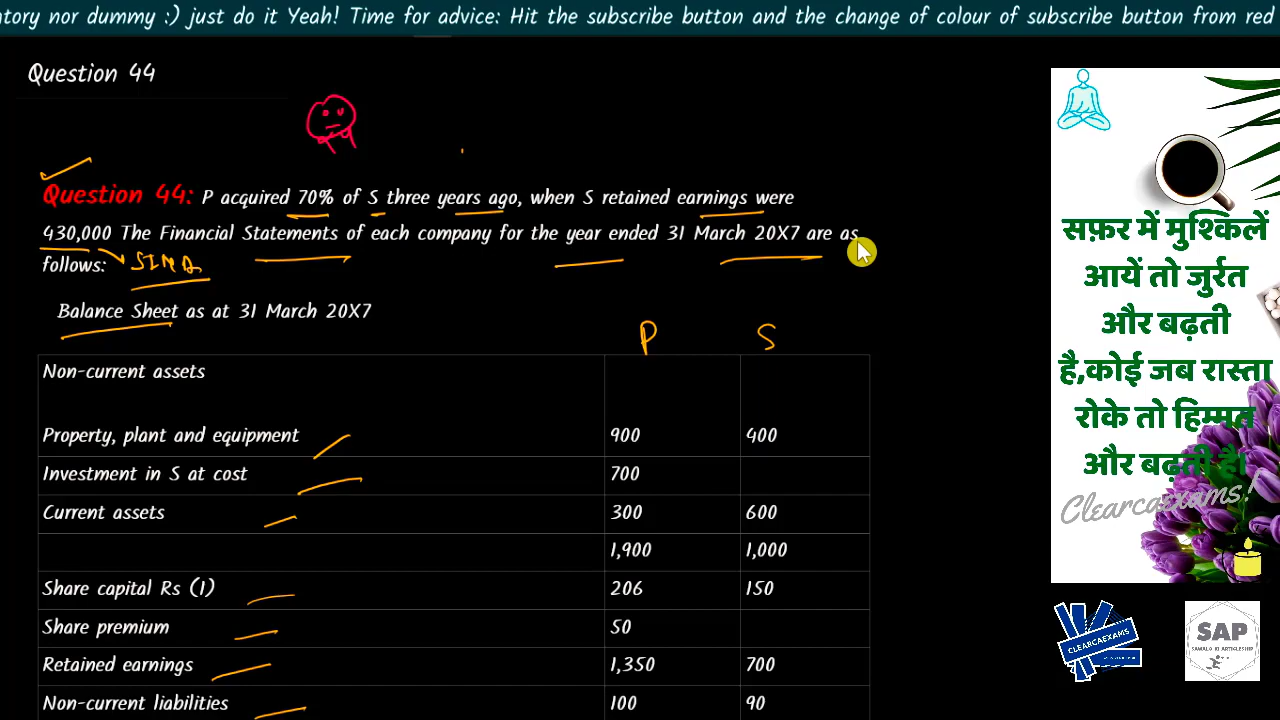 ntory nor dummy :) just do it Yeah! Time for advice: Hit the subscribe button and the change of colour of subscribe button from red
Question 44
Question 44: P acquired 70% of S three years ago, when S retained earnings were
430,000 The Financial Statements of each company for the year ended 31 March 20X7 are as
follows:
Balance Sheet as at 31 March 20X7
P S
Non-current assets
Property, plant and equipment 900 400
Investment in S at cost 700
Current assets 300 600
1,900 1,000
Share capital Rs (1) 206 150
Share premium 50
Retained earnings 1,350 700
Non-current liabilities 100 90
सफ़र में मुश्किलें
आयें तो जुर्रत
और बढ़ती
है,कोई जब रास्ता
रोके तो हिम्मत
और बढ़ती है।
Clearcaexams!
CLEARCAEXAMS
SAP
SAWALO KI ARTICLESHIP